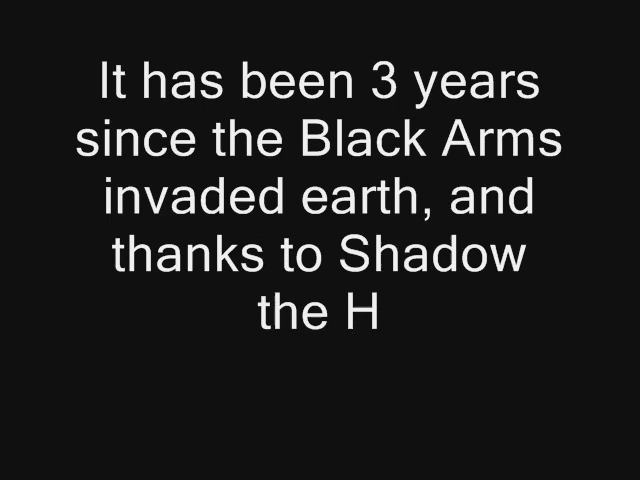 It has been 3 years
since the Black Arms
invaded earth, and
thanks to Shadow
the H